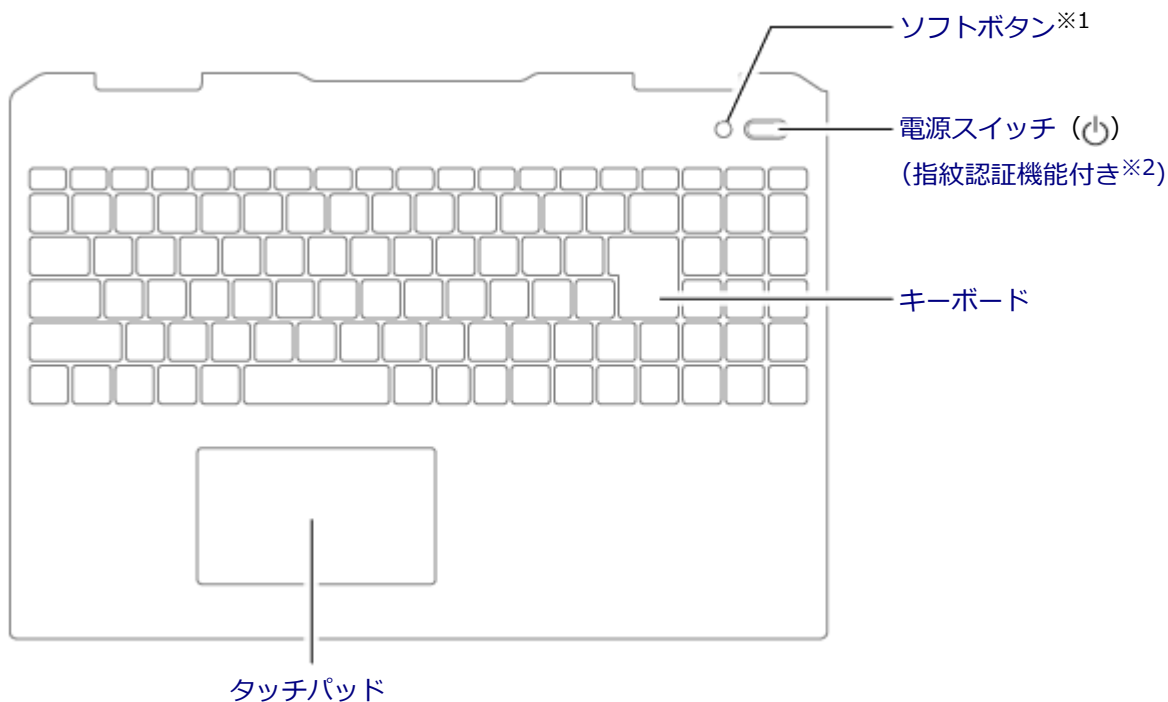 ソフトボタン※1
電源スイッチ（⏻）
（指紋認証機能付き※2)
キーボード
タッチパッド